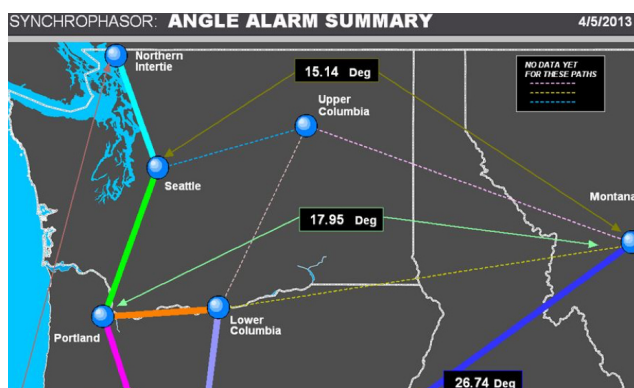 SYNCHROPHASOR: ANGLE ALARM SUMMARY
4/5/2013
Northern
Intertie
15.14 Deg
NO DATA YET
FOR THESE PATHS
Upper
Columbia
Seattle
Montana
17.95 Deg
Portland
Lower
Columbia
26.74 Deg